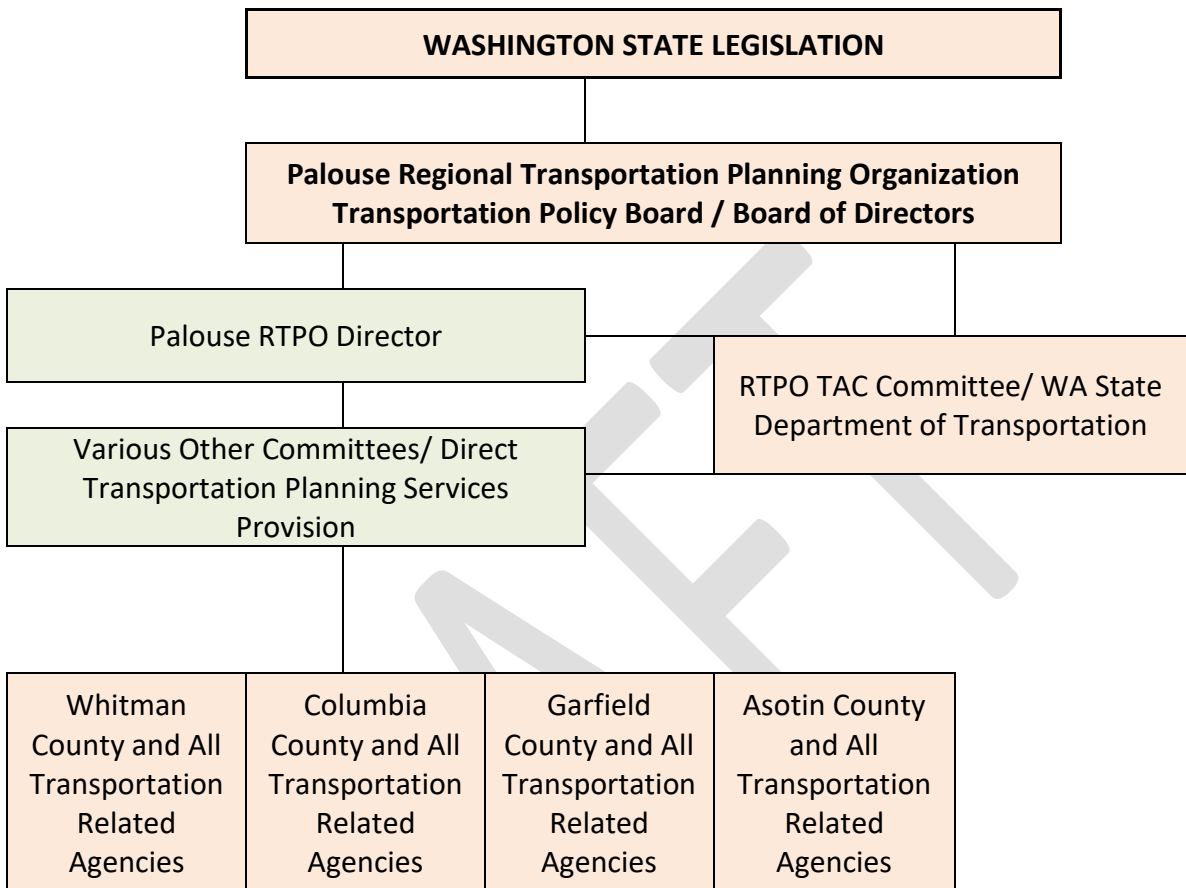 WASHINGTON STATE LEGISLATION
Palouse Regional Transportation Planning Organization
Transportation Policy Board / Board of Directors
Palouse RTPO Director
RTPO TAC Committee/ WA State
Department of Transportation
Various Other Committees/ Direct
Transportation Planning Services
Provision
Whitman
County and All
Transportation
Related
Agencies
Columbia
County and All
Transportation
Related
Agencies
Garfield
County and All
Transportation
Related
Agencies
Asotin County
and All
Transportation
Related
Agencies